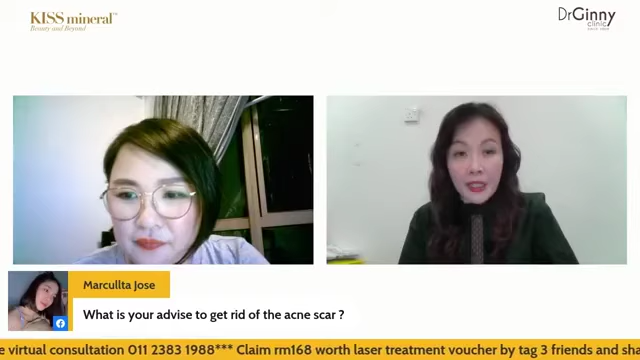 KISS mineral™
Beauty and Beyond
DrGinny
clinic
Marcullta Jose
What is your advise to get rid of the acne scar ?
e virtual consultation 011 2383 1988*** Claim rm168 worth laser treatment voucher by tag 3 friends and sha